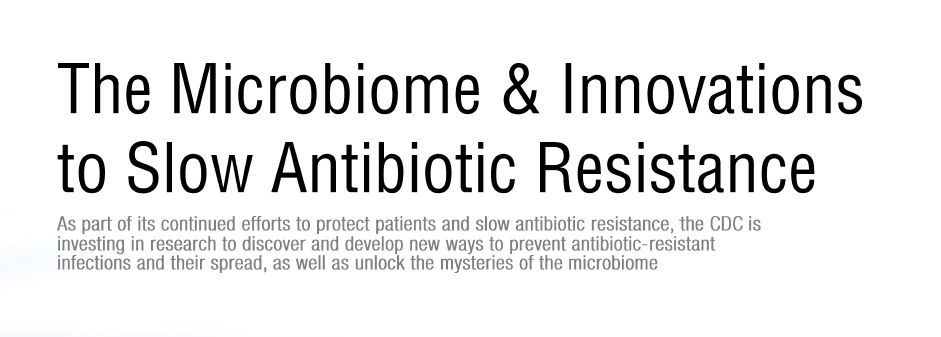 The Microbiome & Innovations
to Slow Antibiotic Resistance
As part of its continued efforts to protect patients and slow antibiotic resistance, the CDC is
investing in research to discover and develop new ways to prevent antibiotic-resistant
infections and their spread, as well as unlock the mysteries of the microbiome